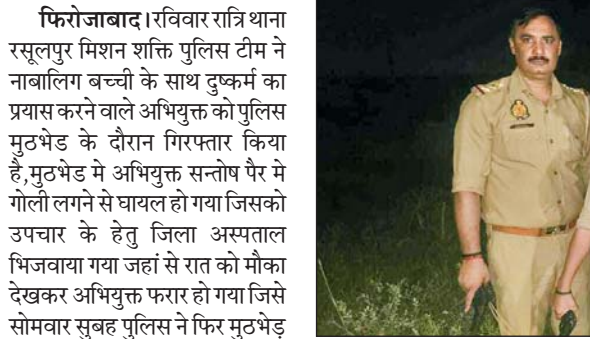 फिरोजाबाद।रविवार रात्रि थाना
रसूलपुर मिशन शक्ति पुलिस टीम ने
नाबालिग बच्ची के साथ दुष्कर्म का
प्रयास करने वाले अभियुक्त को पुलिस
मुठभेड के दौरान गिरफ्तार किया
है,मुठभेड मे अभियुक्त सन्तोष पैर मे
गोली लगने से घायल हो गया जिसको
उपचार के हेतु जिला अस्पताल
भिजवाया गया जहां से रात को मौका
देखकर अभियुक्त फरार हो गया जिसे
सोमवार सुबह पुलिस ने फिर मुठभेड़